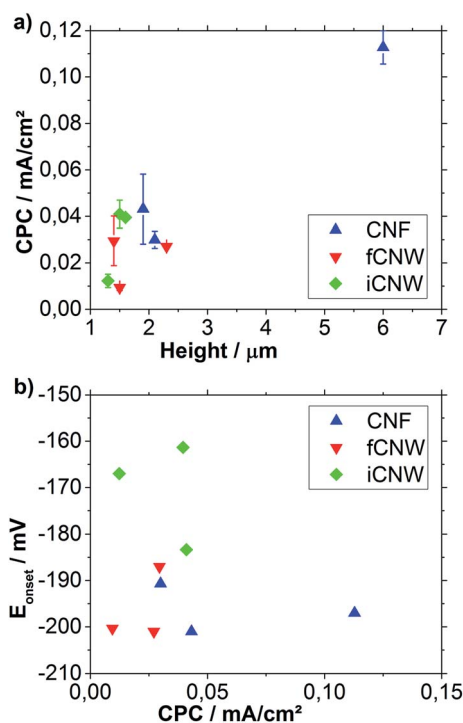 a)
0,12
0,10
0,08
0,06
0,04
0,02
0,00
CPC / mA/cm²
CNF
fCNW
iCNW
1 2 3 4 5 6 7
Height / μm
b)
-150
-160
-170
-180
-190
-200
-210
E onset / mV
CNF
fCNW
iCNW
0,00 0,05 0,10 0,15
CPC / mA/cm²